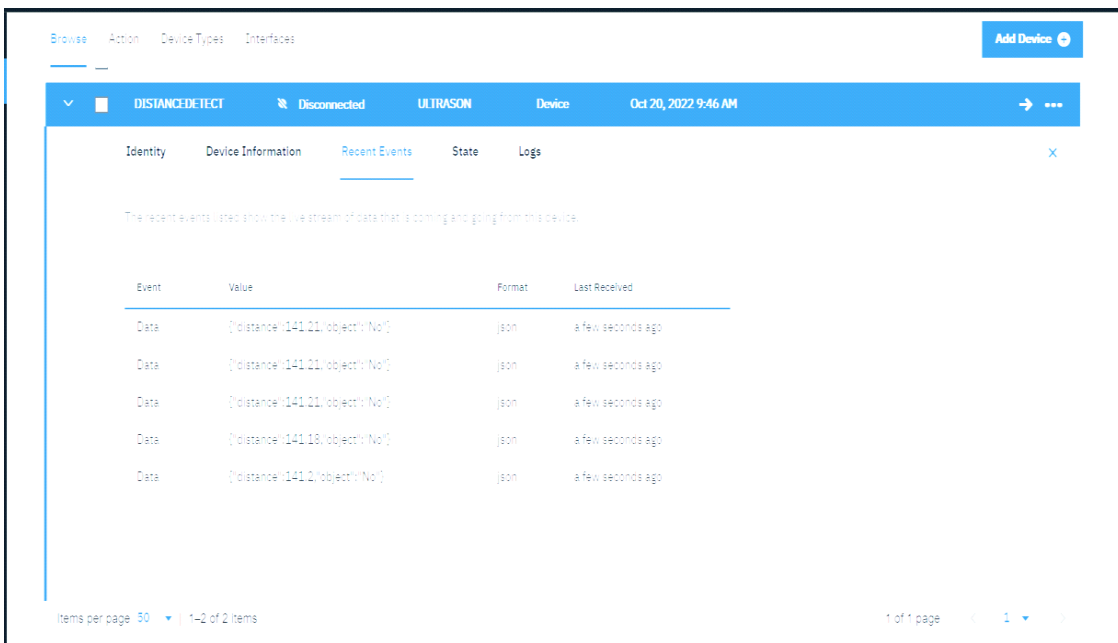 Browse Action Device Types Interfaces
Add Device
DISTANCEDETECT Disconnected ULTRASON Device Oct 20, 2022 9:46 AM
Identity Device Information Recent Events State Logs
The recent events listed show the live stream of data that is coming and going from this device.
Event Value Format Last Received
Data {"distance":141.21,"object":"No"} json a few seconds ago
Data {"distance":141.21,"object":"No"} json a few seconds ago
Data {"distance":141.21,"object":"No"} json a few seconds ago
Data {"distance":141.18,"object":"No"} json a few seconds ago
Data {"distance":141.2,"object":"No"} json a few seconds ago
Items per page 50 | 1–2 of 2 items 1 of 1 page 1